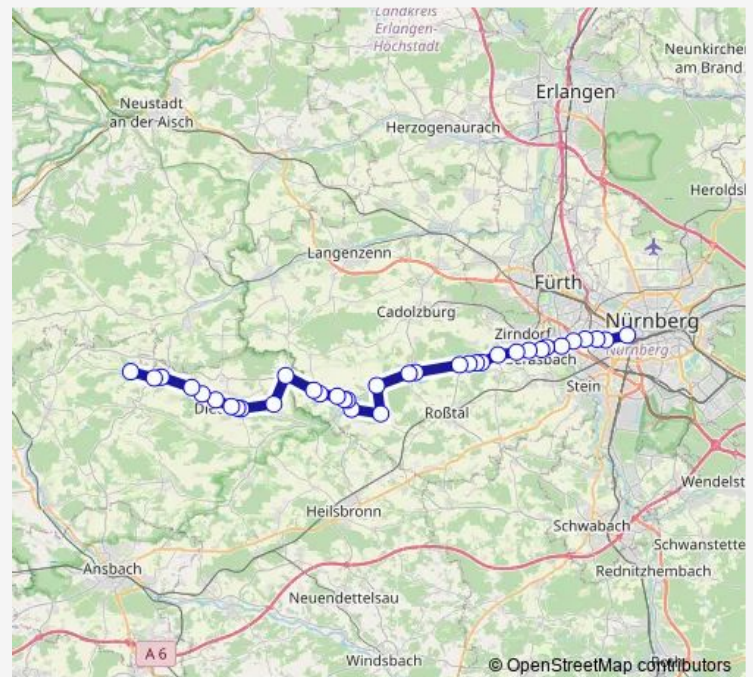 Landkreis
Erlangen-
Höchstadt
Neunkirche
am Brand
Erlangen
Neustadt
an der Aisch
Herzogenaurach
Herolds
Langenzenn
Fürth
Cadolzburg
Nürnberg
Zirndorf
Nürnberg
Stein
Roßtal
Wendelst
Heilsbronn
Schwabach
Schwanstette
Ansbach
Rednitzhembach
Neuendettelsau
A 6
Windsbach
© OpenStreetMap contributors